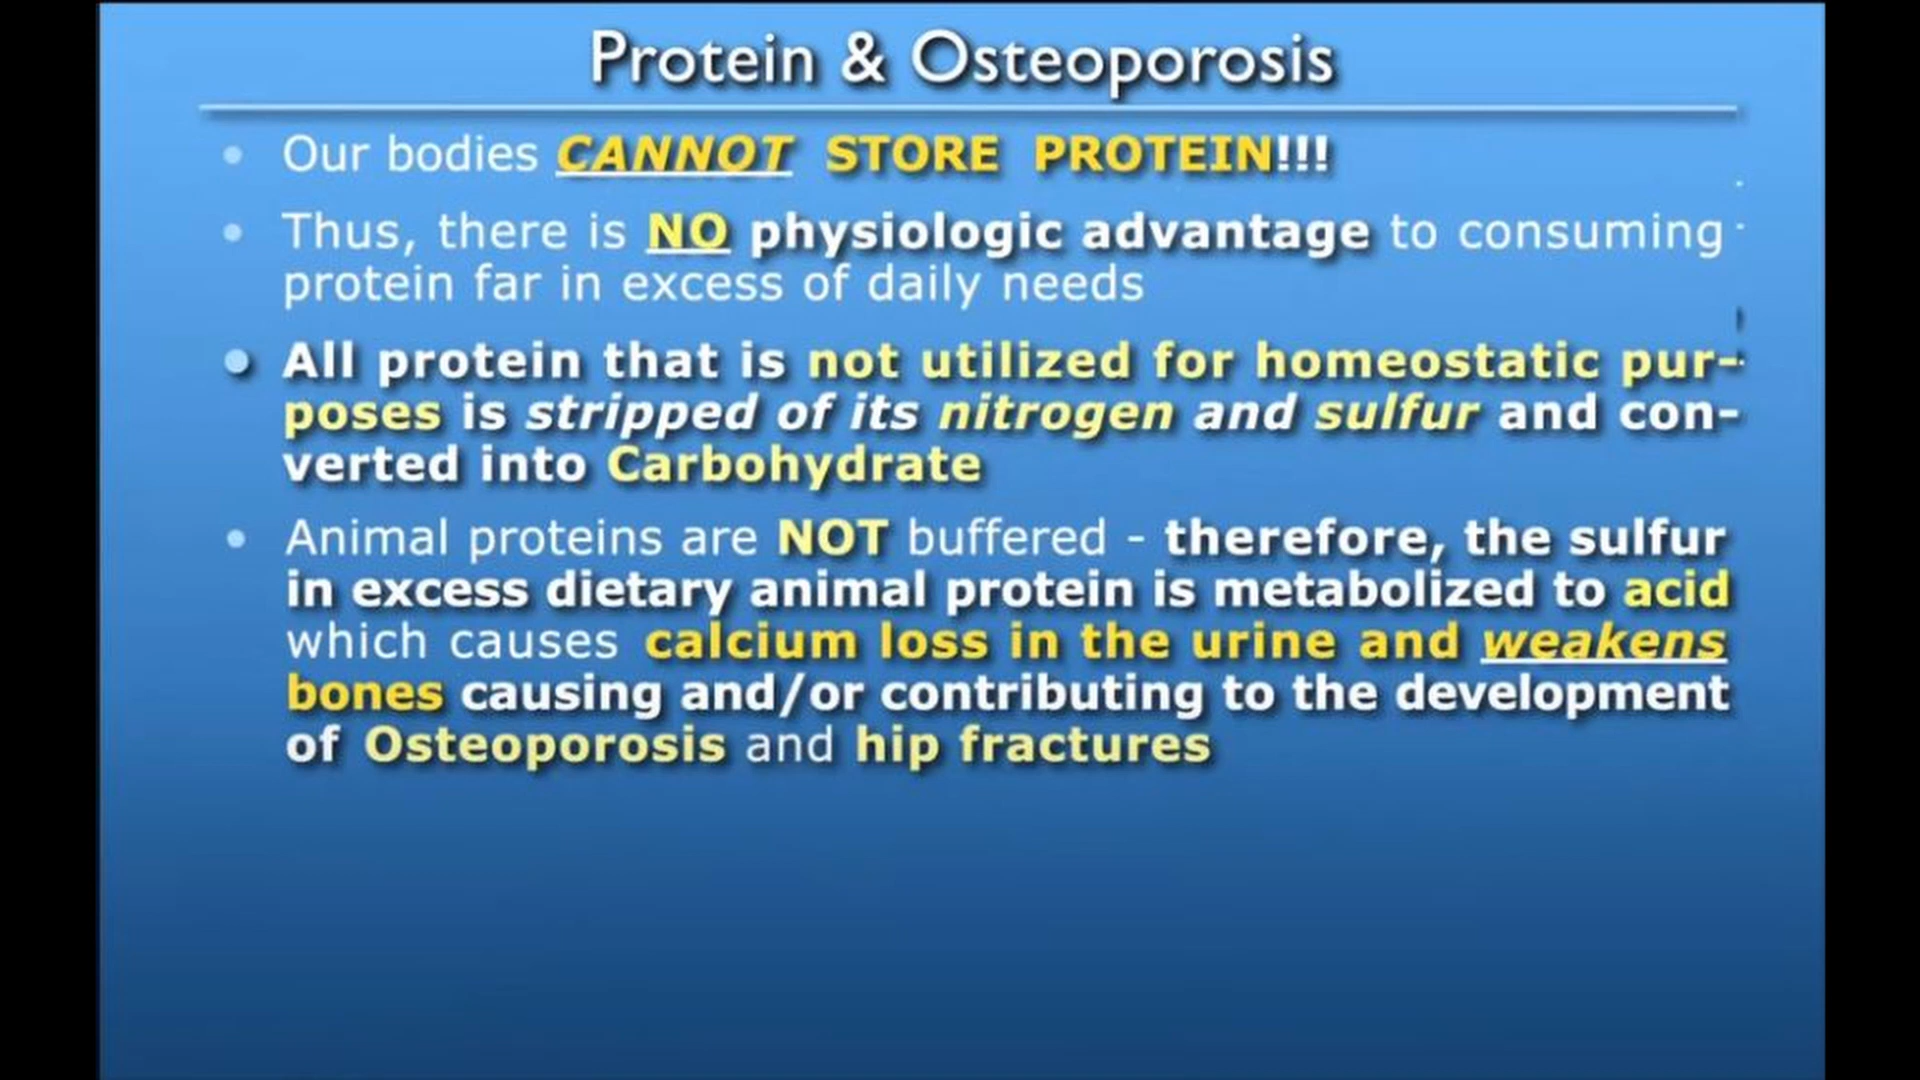 Protein & Osteoporosis
• Our bodies CANNOT STORE PROTEIN!!!
• Thus, there is NO physiologic advantage to consuming
protein far in excess of daily needs
• All protein that is not utilized for homeostatic pur-
poses is stripped of its nitrogen and sulfur and con-
verted into Carbohydrate
• Animal proteins are NOT buffered - therefore, the sulfur
in excess dietary animal protein is metabolized to acid
which causes calcium loss in the urine and weakens
bones causing and/or contributing to the development
of Osteoporosis and hip fractures